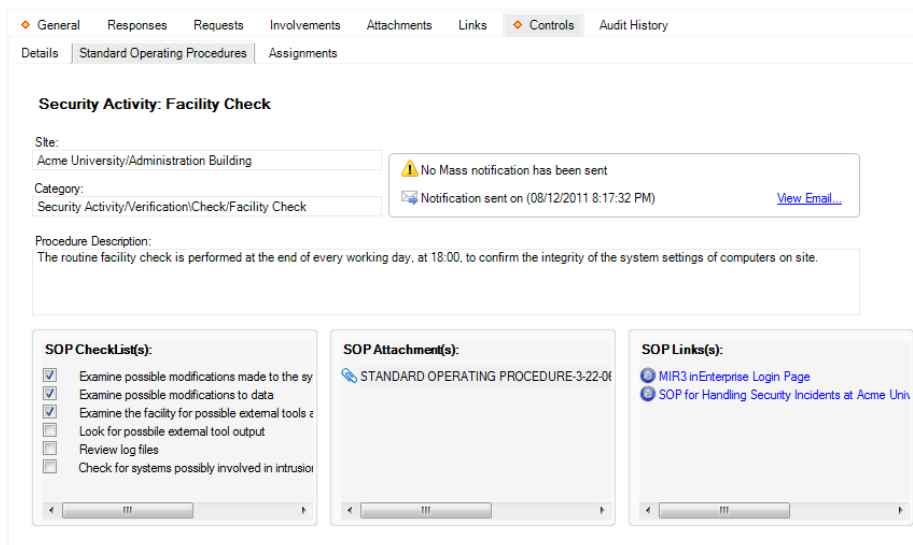 General Responses Requests Involvements Attachments Links Controls Audit History
Details Standard Operating Procedures Assignments
Security Activity: Facility Check
Site:
Acme University/Administration Building
No Mass notification has been sent
Category:
Notification sent on (08/12/2011 8:17:32 PM) View Email...
Security Activity/Verification\Check/Facility Check
Procedure Description:
The routine facility check is performed at the end of every working day, at 18:00, to confirm the integrity of the system settings of computers on site.
SOP CheckList(s):
Examine possible modifications made to the sy
Examine possible modifications to data
Examine the facility for possible external tools a
Look for possbile external tool output
Review log files
Check for systems possibly involved in intrusion
SOP Attachment(s):
STANDARD OPERATING PROCEDURE-3-22-06
SOP Links(s):
MIR3 inEnterprise Login Page
SOP for Handling Security Incidents at Acme Univ